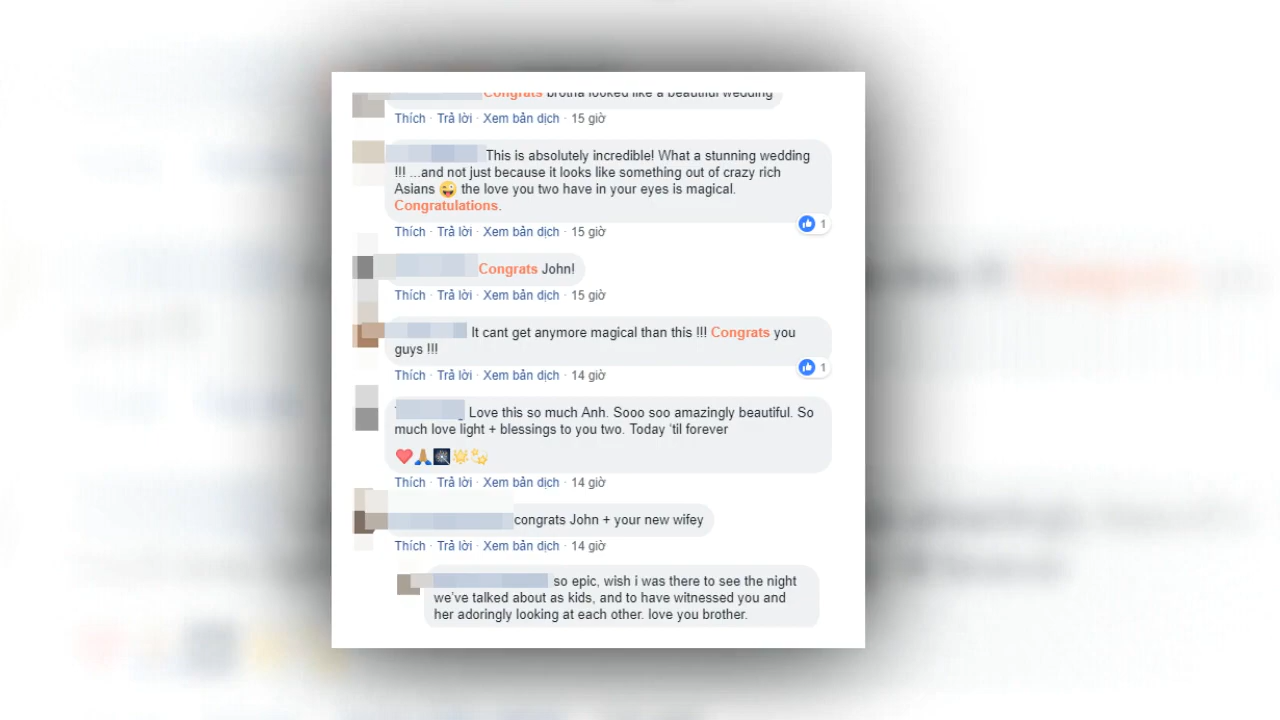 Congrats brotha looked like a beautiful wedding
Thích · Trả lời · Xem bản dịch · 15 giờ
This is absolutely incredible! What a stunning wedding
!!! ...and not just because it looks like something out of crazy rich
Asians 😜 the love you two have in your eyes is magical.
Congratulations.
1
Thích · Trả lời · Xem bản dịch · 15 giờ
Congrats John!
Thích · Trả lời · Xem bản dịch · 15 giờ
It cant get anymore magical than this !!! Congrats you
guys !!!
1
Thích · Trả lời · Xem bản dịch · 14 giờ
Love this so much Anh. Sooo soo amazingly beautiful. So
much love light + blessings to you two. Today 'til forever
❤️🙏🏽🎆🌟💫
Thích · Trả lời · Xem bản dịch · 14 giờ
congrats John + your new wifey
Thích · Trả lời · Xem bản dịch · 14 giờ
so epic, wish i was there to see the night
we've talked about as kids, and to have witnessed you and
her adoringly looking at each other. love you brother.